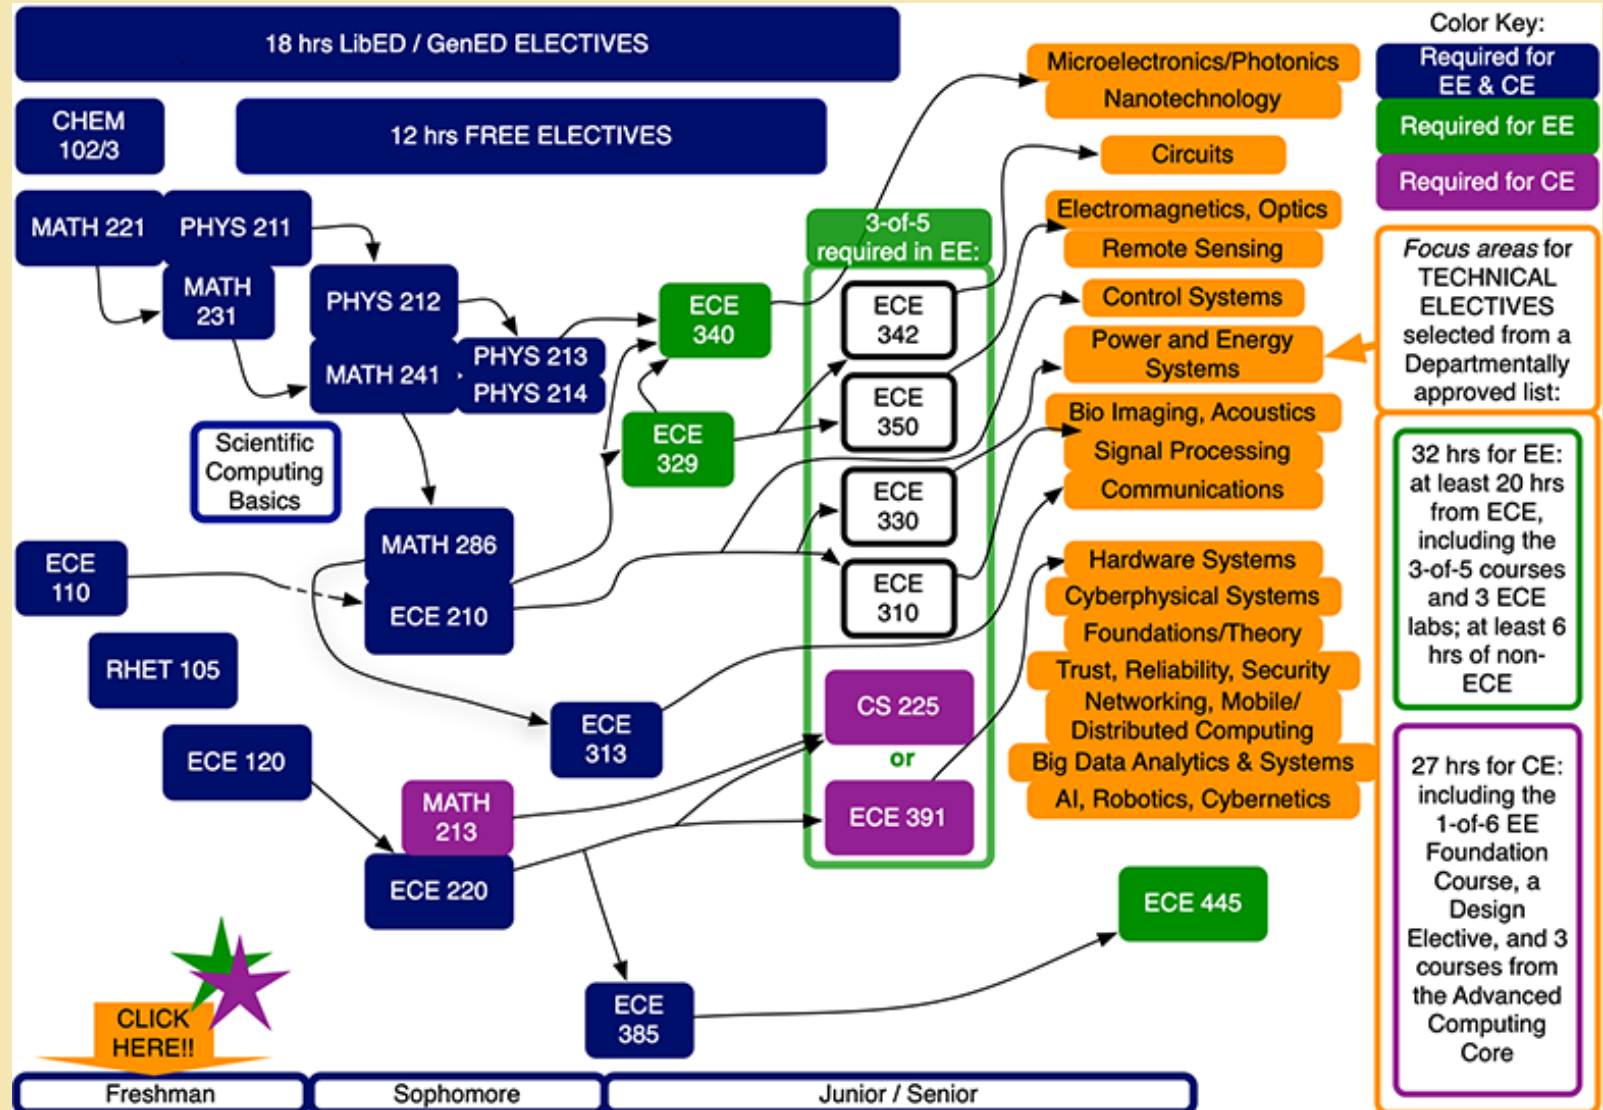 18 hrs LibED / GenED ELECTIVES
CHEM
102/3
12 hrs FREE ELECTIVES
MATH 221
PHYS 211
MATH
231
PHYS 212
MATH 241
PHYS 213
PHYS 214
Scientific
Computing
Basics
ECE
110
MATH 286
ECE 210
RHET 105
ECE 120
MATH
213
ECE 220
ECE
340
ECE
329
ECE
313
ECE
385
3-of-5
required in EE:
ECE
342
ECE
350
ECE
330
ECE
310
CS 225
or
ECE 391
ECE 445
Microelectronics/Photonics
Nanotechnology
Circuits
Electromagnetics, Optics
Remote Sensing
Control Systems
Power and Energy
Systems
Bio Imaging, Acoustics
Signal Processing
Communications
Hardware Systems
Cyberphysical Systems
Foundations/Theory
Trust, Reliability, Security
Networking, Mobile/
Distributed Computing
Big Data Analytics & Systems
AI, Robotics, Cybernetics
Color Key:
Required for
EE & CE
Required for EE
Required for CE
Focus areas for
TECHNICAL
ELECTIVES
selected from a
Departmentally
approved list:
32 hrs for EE:
at least 20 hrs
from ECE,
including the
3-of-5 courses
and 3 ECE
labs; at least 6
hrs of non-
ECE
27 hrs for CE:
including the
1-of-6 EE
Foundation
Course, a
Design
Elective, and 3
courses from
the Advanced
Computing
Core
CLICK
HERE!!
Freshman
Sophomore
Junior / Senior